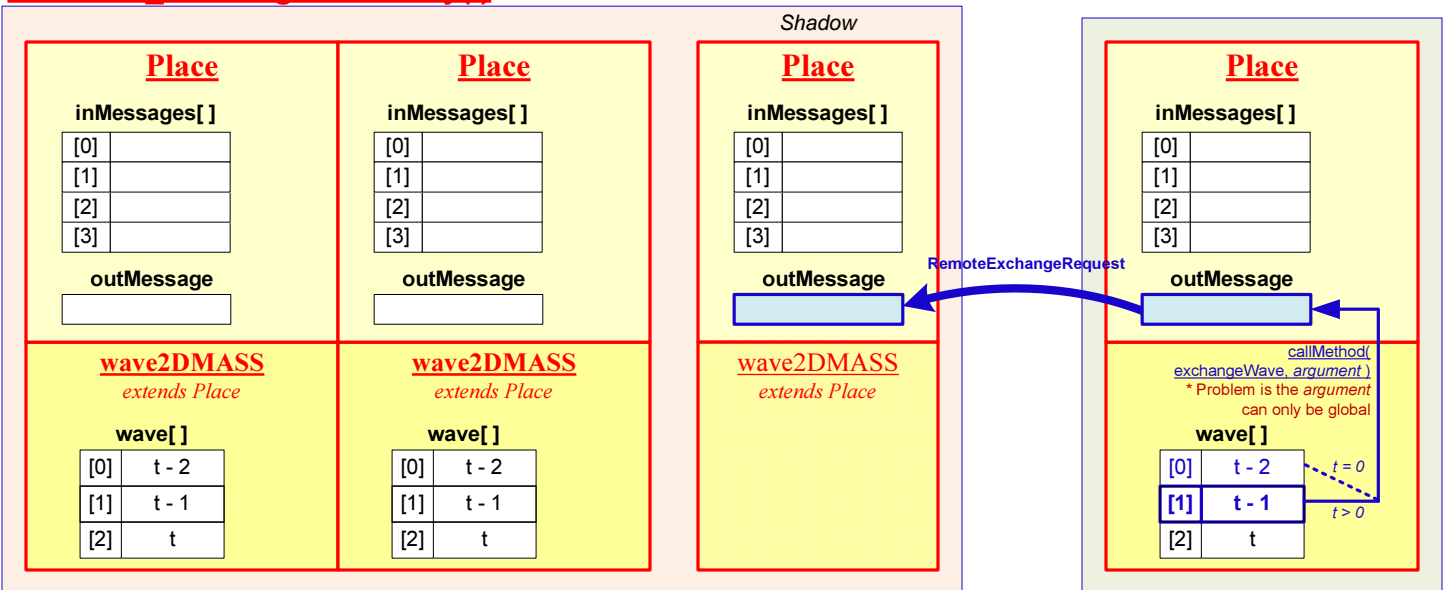 Shadow
Place
inMessages[ ]
[0]
[1]
[2]
[3]
outMessage
wave2DMASS
extends Place
wave[ ]
[0] t - 2
[1] t - 1
[2] t
Place
inMessages[ ]
[0]
[1]
[2]
[3]
outMessage
wave2DMASS
extends Place
wave[ ]
[0] t - 2
[1] t - 1
[2] t
Place
inMessages[ ]
[0]
[1]
[2]
[3]
outMessage
wave2DMASS
extends Place
RemoteExchangeRequest
Place
inMessages[ ]
[0]
[1]
[2]
[3]
outMessage
callMethod(
exchangeWave, argument )
* Problem is the argument
can only be global
wave[ ]
[0] t - 2
[1] t - 1
[2] t
t = 0
t > 0